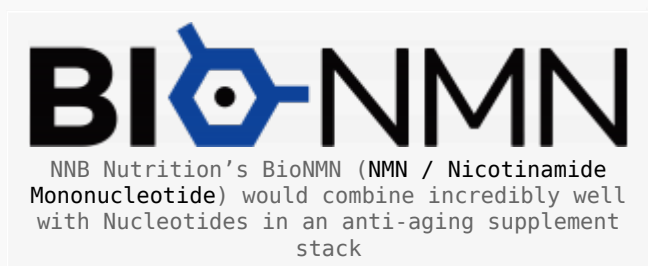 BIO-NMN
NNB Nutrition’s BioNMN (NMN / Nicotinamide
Mononucleotide) would combine incredibly well
with Nucleotides in an anti-aging supplement
stack